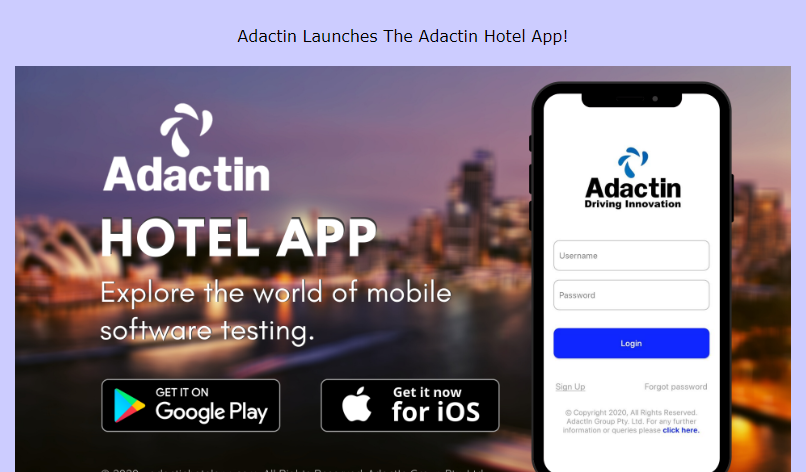 Adactin Launches The Adactin Hotel App!
Adactin
HOTEL APP
Explore the world of mobile
software testing.
GET IT ON
Google Play
Get it now
for iOS
Adactin
Driving Innovation
Username
Password
Login
Sign Up
Forgot password
© Copyright 2020, All Rights Reserved.
Adactin Group Pty. Ltd. For any further
information or queries please click here.